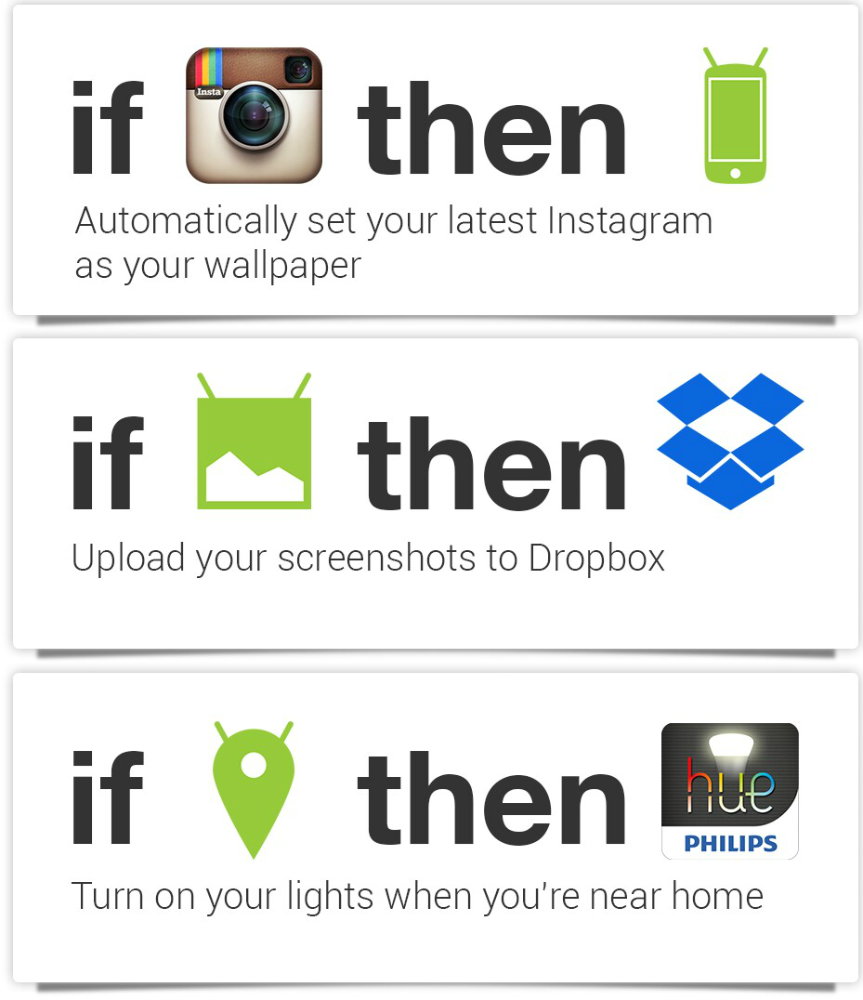 if Insta then
Automatically set your latest Instagram
as your wallpaper
if then
Upload your screenshots to Dropbox
if then hue
PHILIPS
Turn on your lights when you're near home